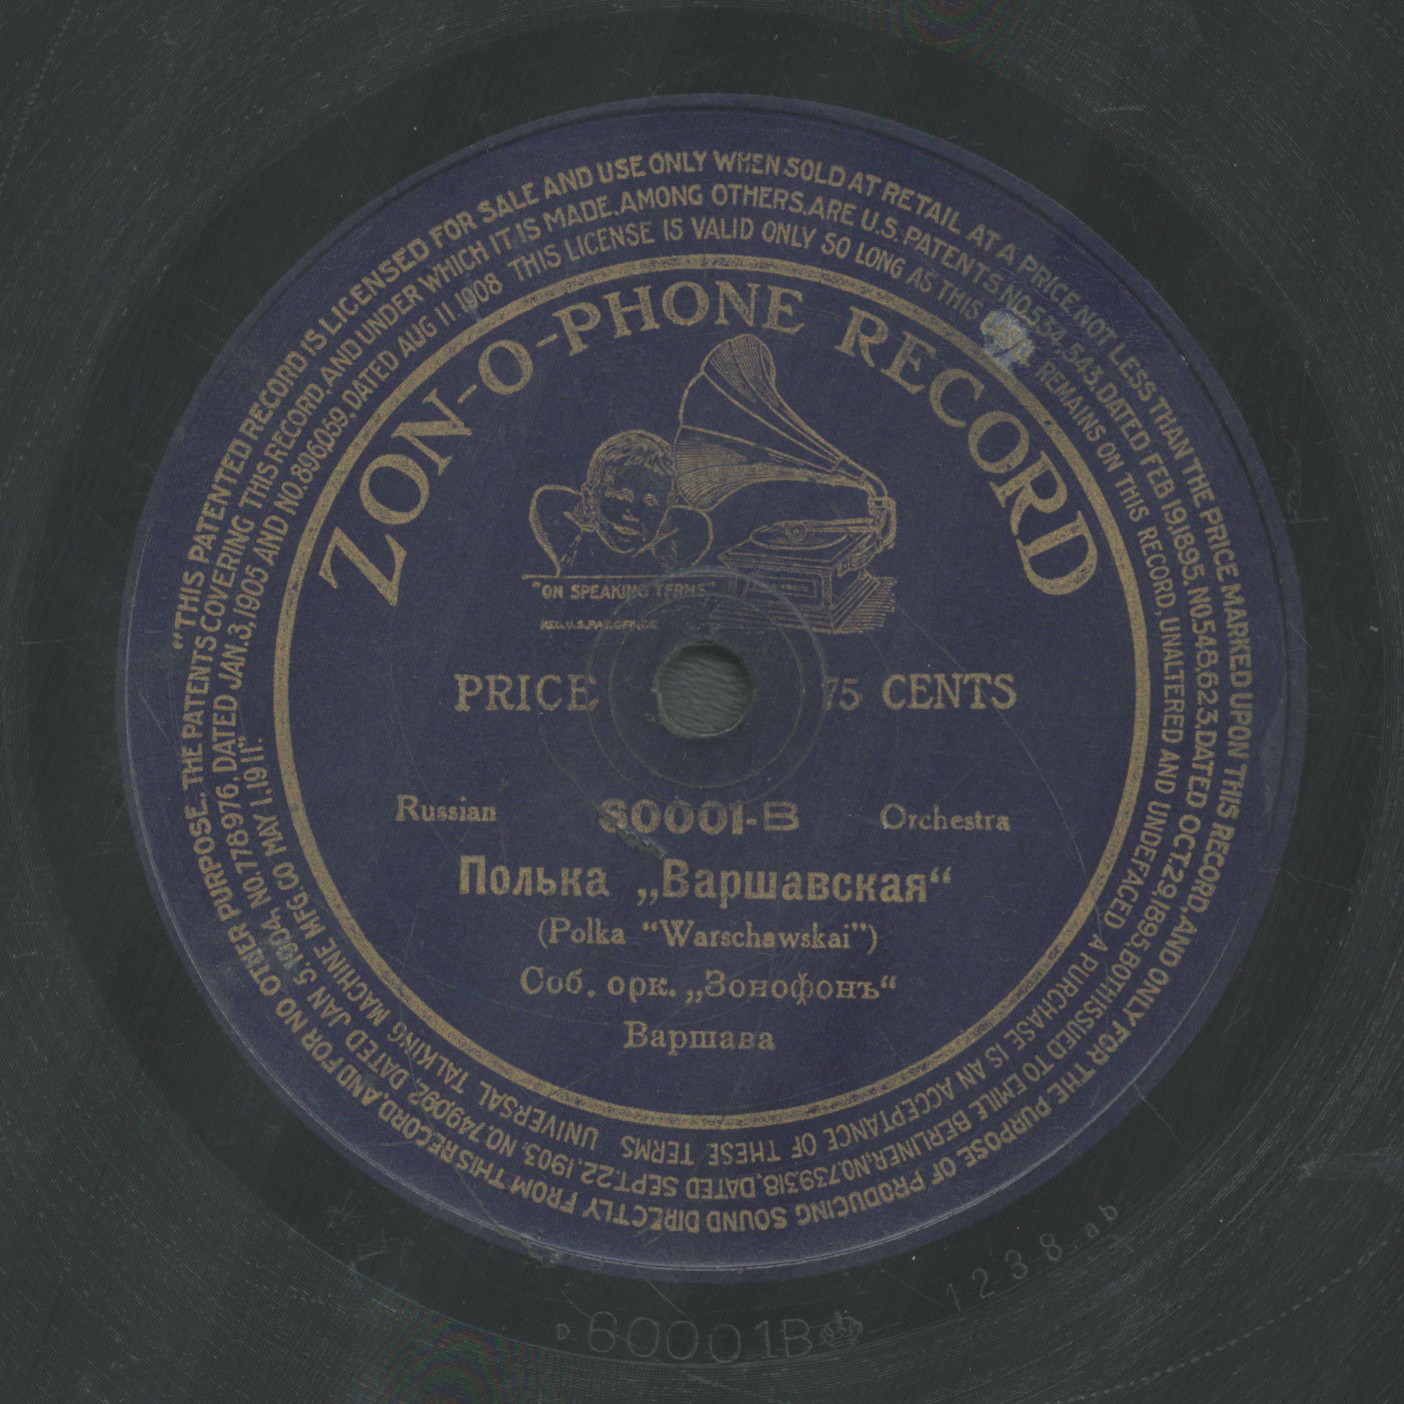 "THIS PATENTED RECORD IS LICENSED FOR SALE AND USE ONLY WHEN SOLD AT RETAIL AT A PRICE NOT LESS THAN THE PRICE MARKED UPON THIS RECORD, AND ONLY FOR THE PURPOSE OF PRODUCING SOUND DIRECTLY FROM THIS RECORD, AND FOR NO OTHER PURPOSE. THE PATENTS COVERING THIS RECORD, AND UNDER WHICH IT IS MADE, AMONG OTHERS, ARE U.S. PATENTS NO. 534,543, DATED FEB 19, 1895. NO. 548,623, DATED OCT. 29, 1895. BOTH ISSUED TO EMILE BERLINER. NO. 739,318, DATED SEPT. 22, 1903. NO. 749,092, DATED JAN 5, 1904, NO. 778,976, DATED JAN. 3, 1905 AND NO. 896,059, DATED AUG 11. 1908 THIS LICENSE IS VALID ONLY SO LONG AS THIS REMAINS ON THIS RECORD, UNALTERED AND UNDEFACED A PURCHASE IS AN ACCEPTANCE OF THESE TERMS UNIVERSAL TALKING MACHINE MFG. CO MAY 1, 1911".
ZON-O-PHONE RECORD
"ON SPEAKING TERMS"
REG. U.S. PAT. OFFICE
PRICE 75 CENTS
Russian 60001-B Orchestra
Полька „Варшавская“
(Polka "Warschawskai")
Соб. орк. „Зонофонъ“
Варшава
1238 ab
D 60001B